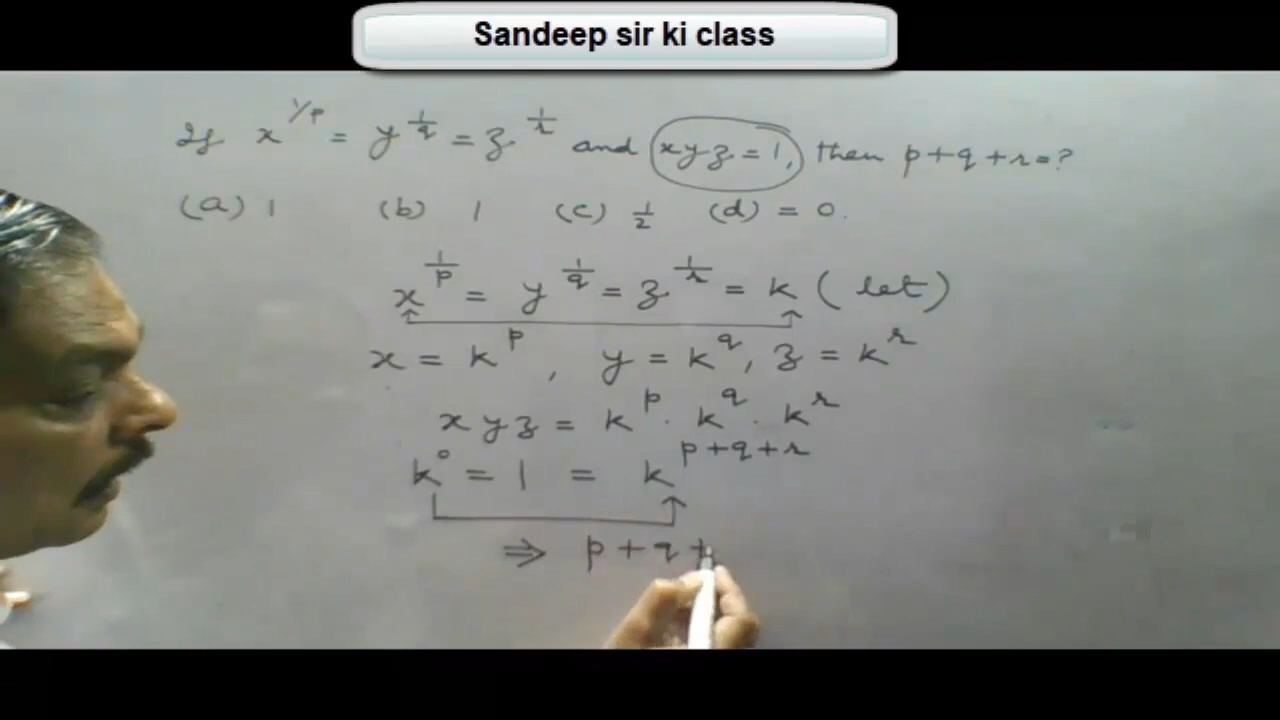 Sandeep sir ki class
If x^{1/p} = y^{1/q} = z^{1/r} and xyz = 1, then p+q+r=?
(a) 1 (b) 1 (c) 1/2 (d) = 0.
x^{1/p} = y^{1/q} = z^{1/r} = k (let)
x = k^p, y = k^q, z = k^r
xyz = k^p . k^q . k^r
k^0 = 1 = k^{p+q+r}
⇒ p+q+